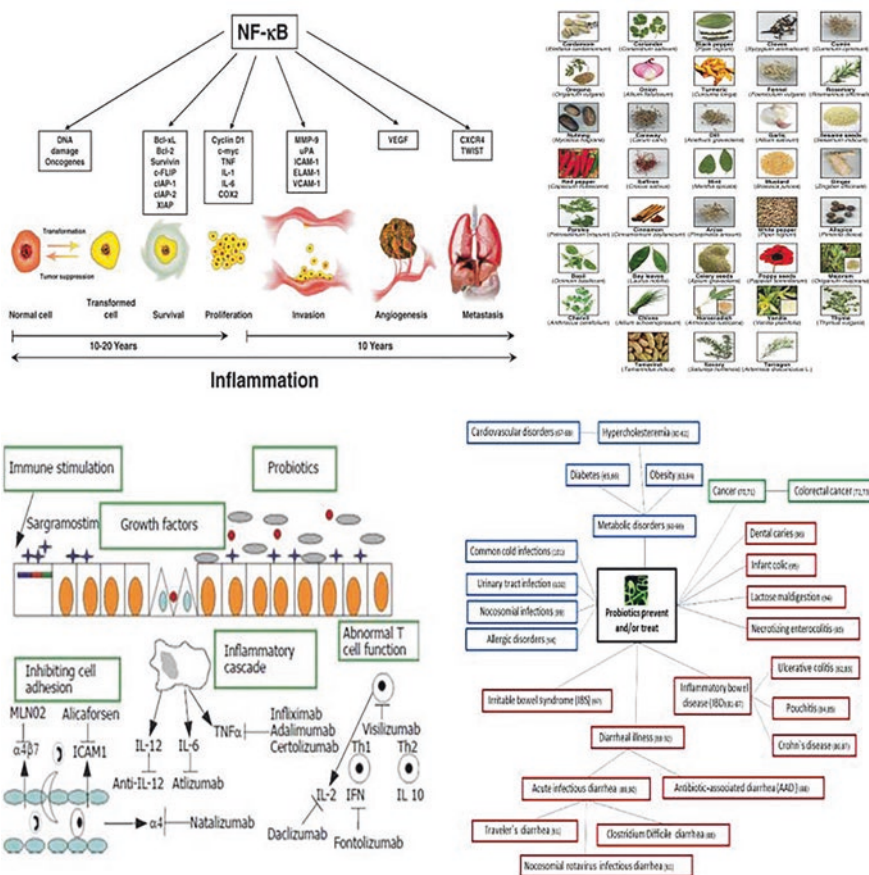 NF-κB
DNA
damage
Oncogenes
Bcl-xL
Bcl-2
Survivin
c-FLIP
cIAP-1
cIAP-2
XIAP
Cyclin D1
c-myc
TNF
IL-1
IL-6
COX2
MMP-9
uPA
ICAM-1
ELAM-1
VCAM-1
VEGF
CXCR4
TWIST
Transformation
Tumor suppression
Normal cell
Transformed
cell
Survival
Proliferation
Invasion
Angiogenesis
Metastasis
10-20 Years
10 Years
Inflammation
Cardamom
Coriander
Black pepper
Cloves
Cumin
Oregano
Onion
Turmeric
Fennel
Rosemary
Nutmeg
Caraway
Dill
Garlic
Sesame seeds
Red pepper
Saffron
Mint
Mustard
Ginger
Parsley
Cinnamon
Anise
White pepper
Allspice
Basil
Bay leaves
Celery seeds
Poppy seeds
Marjoram
Chervil
Chives
Horseradish
Vanilla
Thyme
Tamarind
Savory
Tarragon
Immune stimulation
Probiotics
Sargramostim
Growth factors
Abnormal T
cell function
Inflammatory
cascade
Inhibiting cell
adhesion
MLN02
Alicaforsen
α4β7
ICAM1
IL-12
IL-6
TNFα
Infliximab
Adalimumab
Certolizumab
Anti-IL-12
Atlizumab
Visilizumab
Th1
Th2
IL-2
IFN
IL 10
α4
Natalizumab
Daclizumab
Fontolizumab
Cardiovascular disorders
Hypercholesteremia
Diabetes
Obesity
Cancer
Colorectal cancer
Metabolic disorders
Dental caries
Common cold infections
Infant colic
Urinary tract infection
Probiotics prevent
and/or treat
Lactose maldigestion
Nocosomial infections
Necrotizing enterocolitis
Allergic disorders
Ulcerative colitis
Irritable bowel syndrome (IBS)
Inflammatory bowel
disease (IBD)
Pouchitis
Diarrheal illness
Crohn's disease
Acute infectious diarrhea
Antibiotic-associated diarrhea (AAD)
Traveler's diarrhea
Clostridium Difficile diarrhea
Nocosomial rotavirus infectious diarrhea